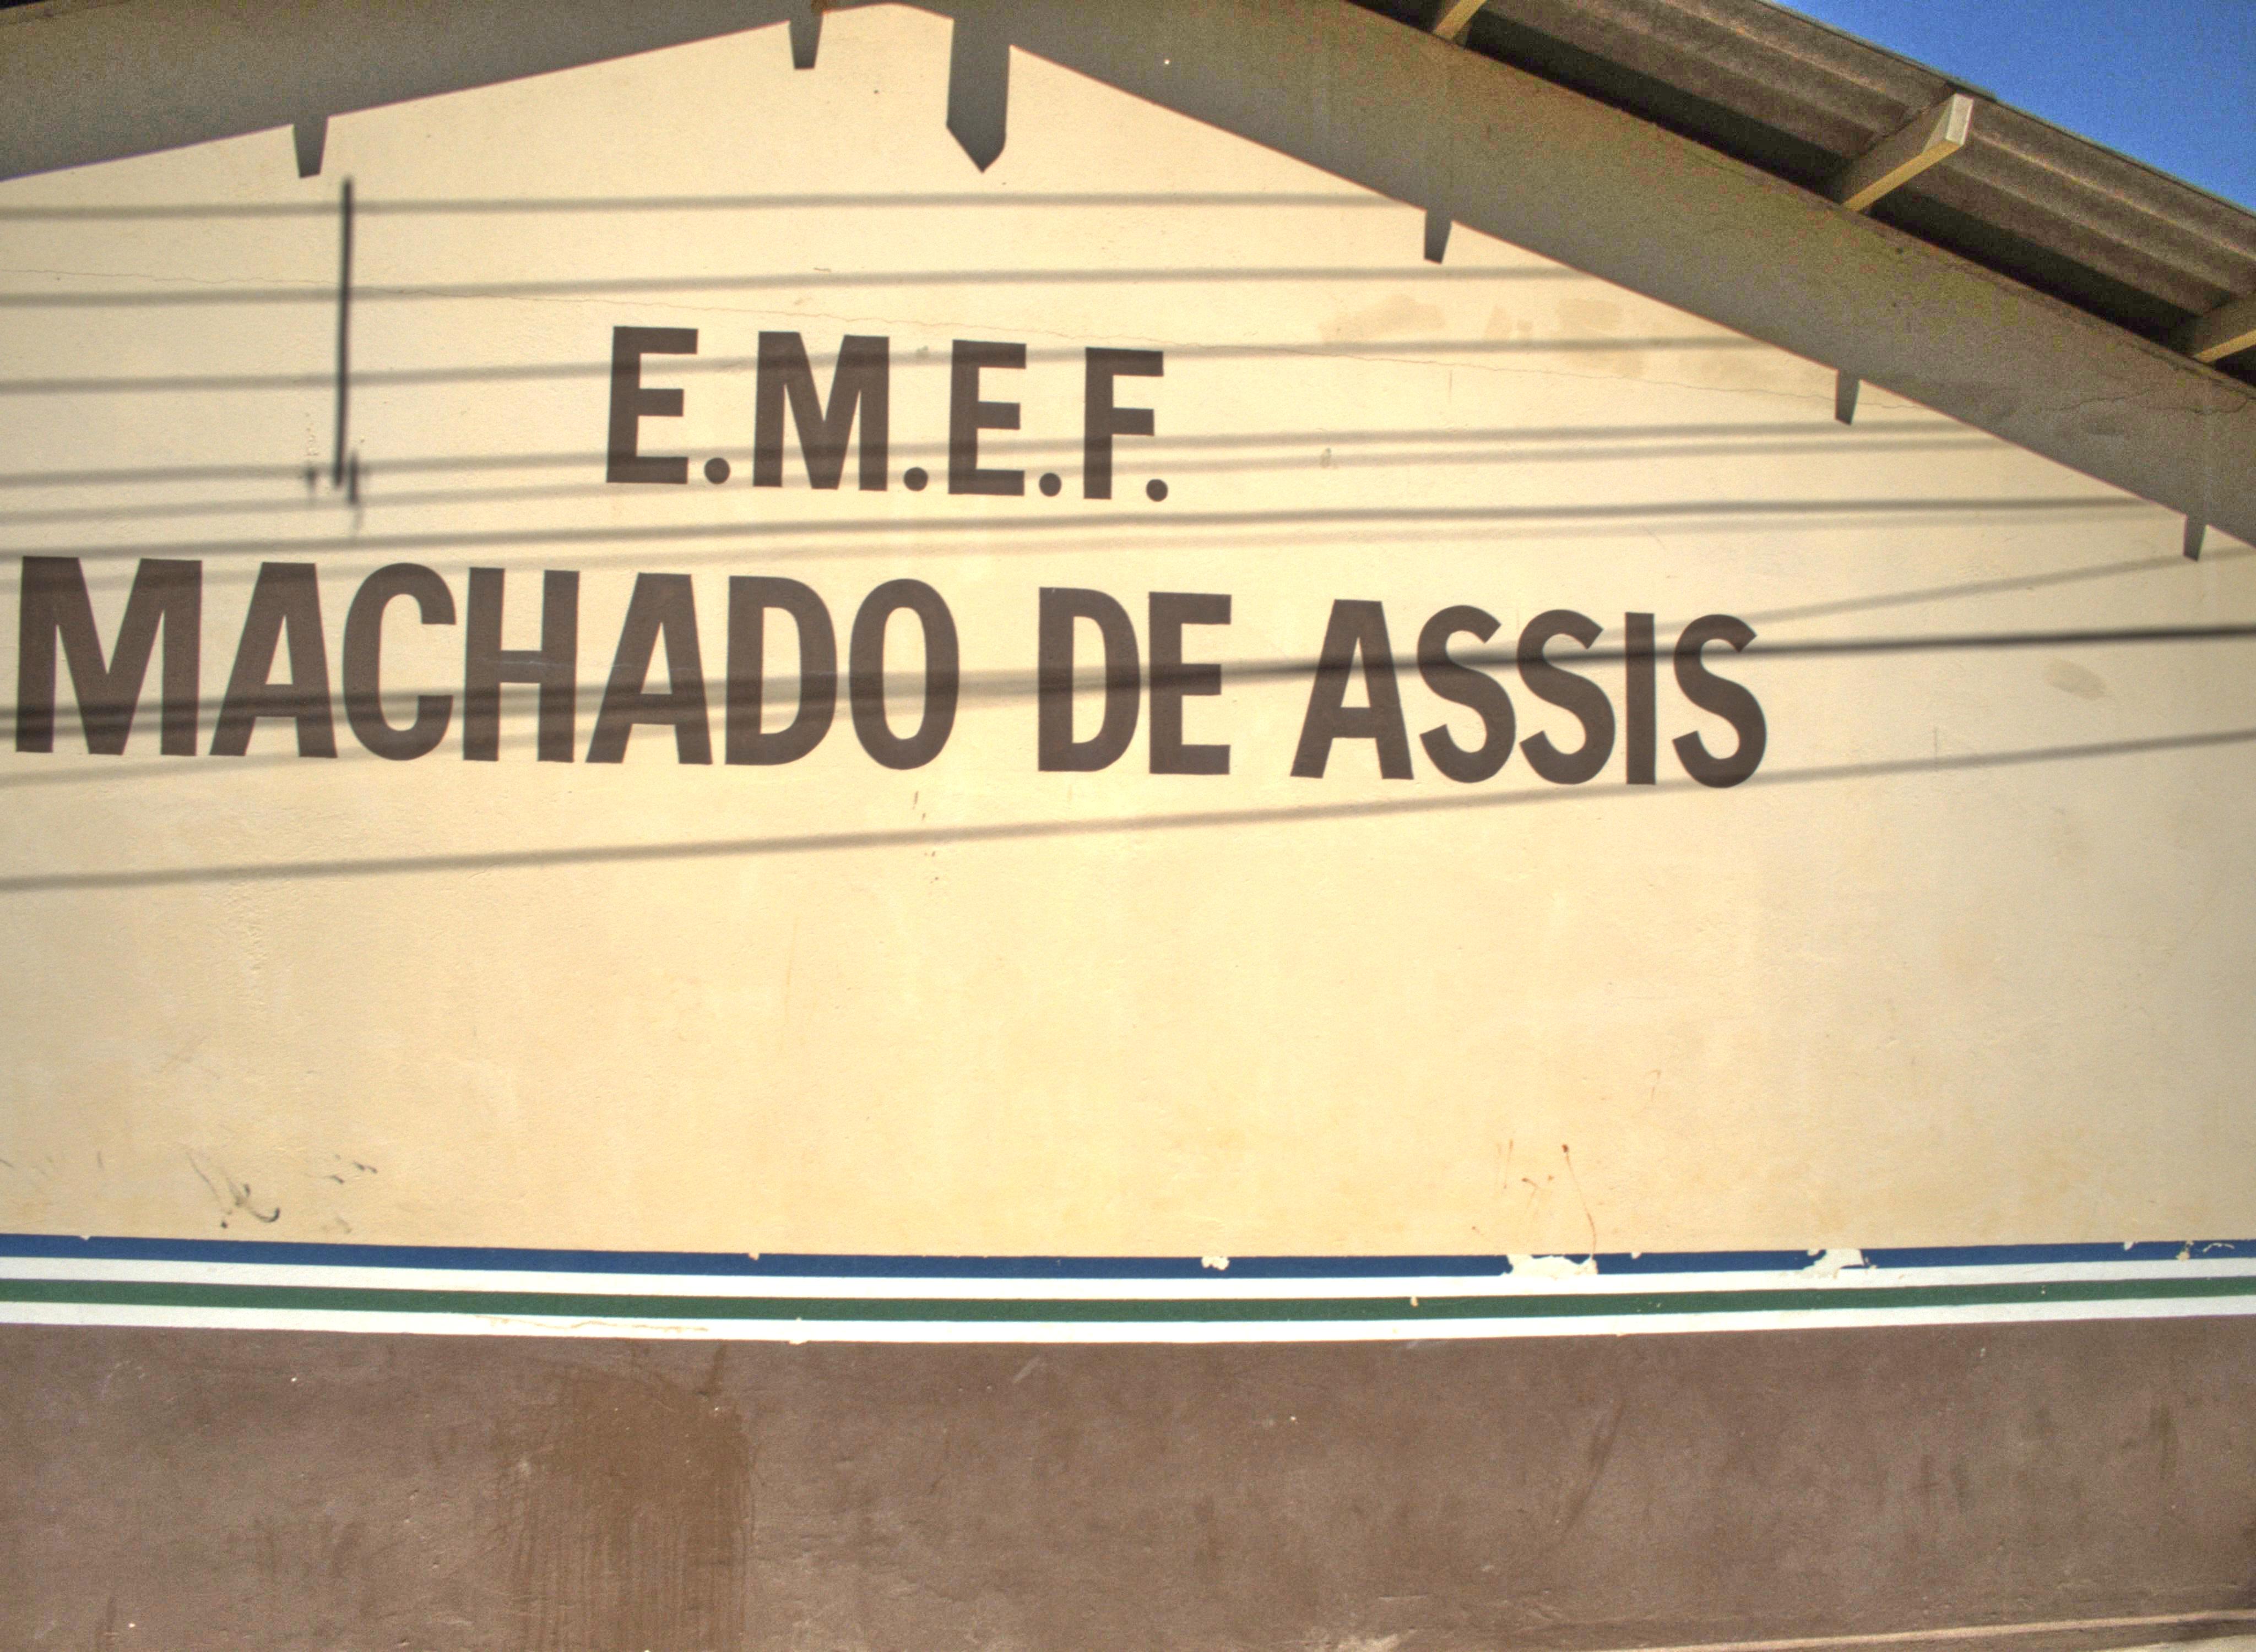 E.M.E.F.
MACHADO DE ASSIS